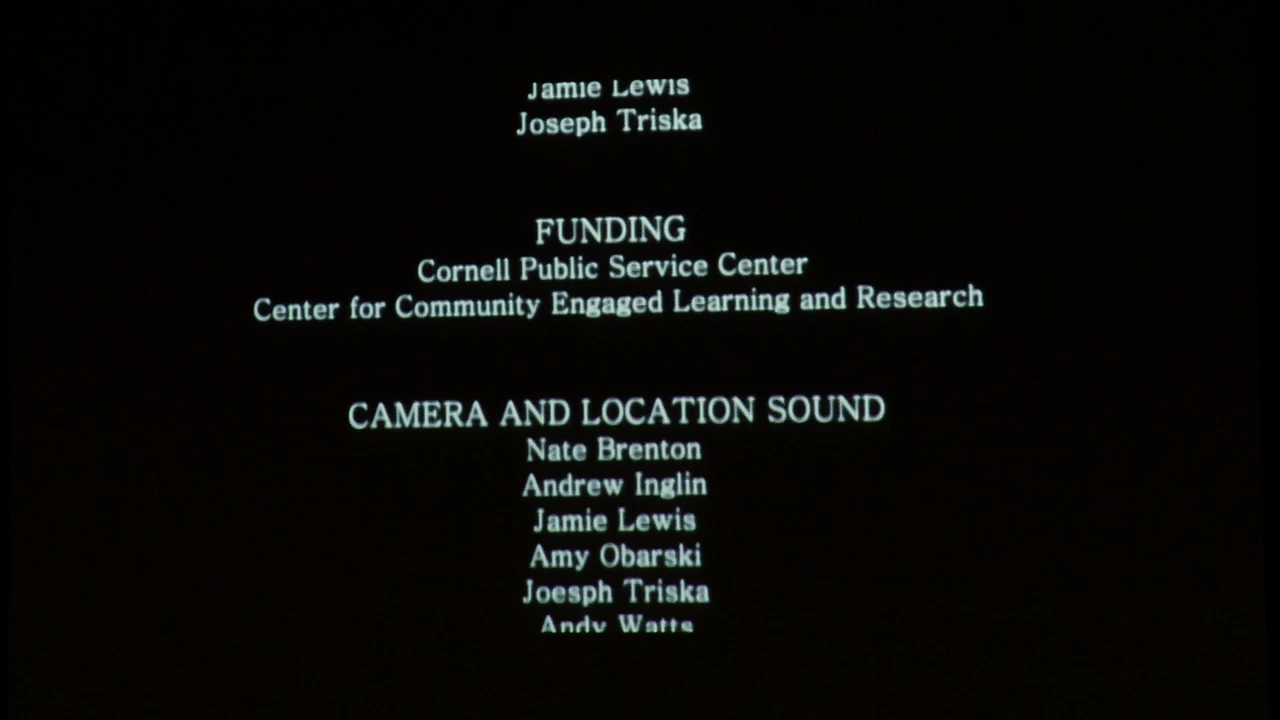 Jamie Lewis
Joseph Triska
FUNDING
Cornell Public Service Center
Center for Community Engaged Learning and Research
CAMERA AND LOCATION SOUND
Nate Brenton
Andrew Inglin
Jamie Lewis
Amy Obarski
Joesph Triska
Andy Watts